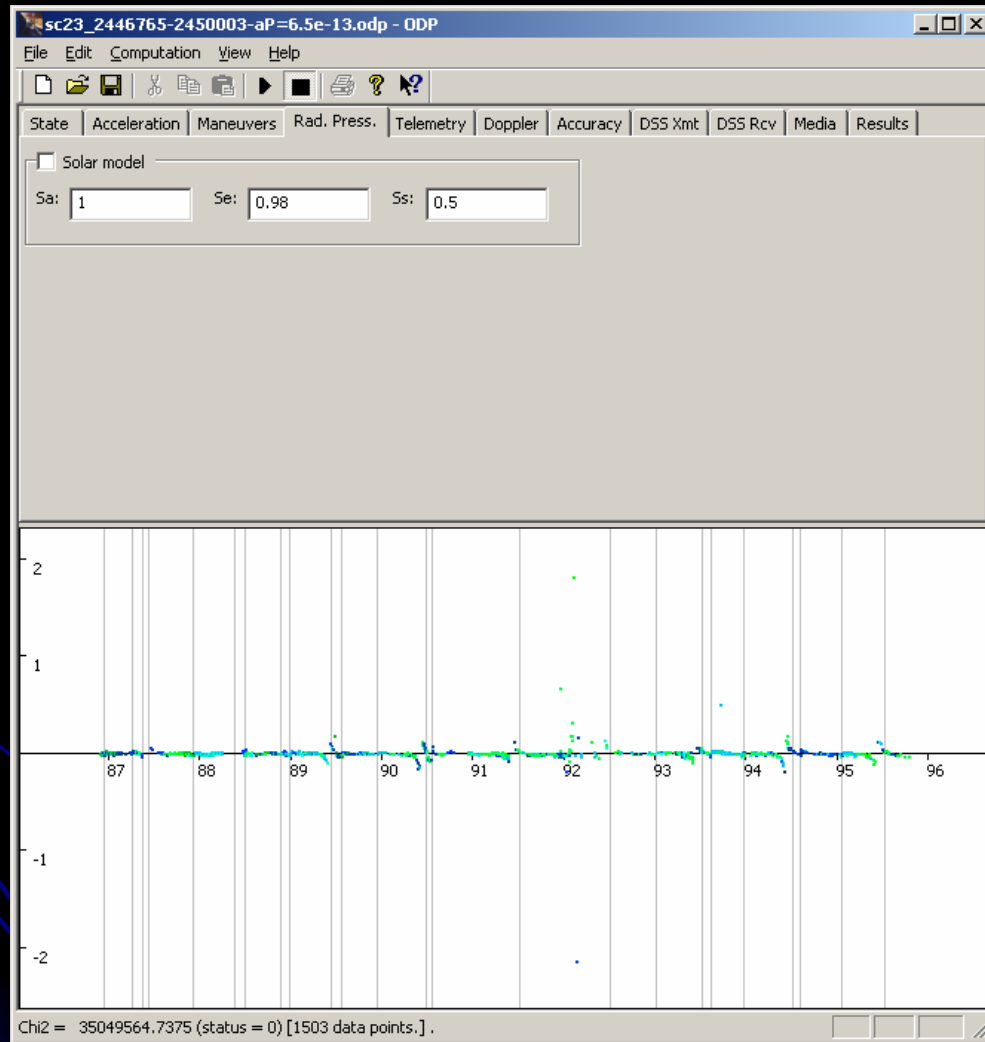 sc23_2446765-2450003-aP=6.5e-13.odp - ODP
File Edit Computation View Help
State Acceleration Maneuvers Rad. Press. Telemetry Doppler Accuracy DSS Xmt DSS Rcv Media Results
Solar model
Sa: 1 Se: 0.98 Ss: 0.5
2
1
87 88 89 90 91 92 93 94 95 96
-1
-2
Chi2 = 35049564.7375 (status = 0) [1503 data points.] .